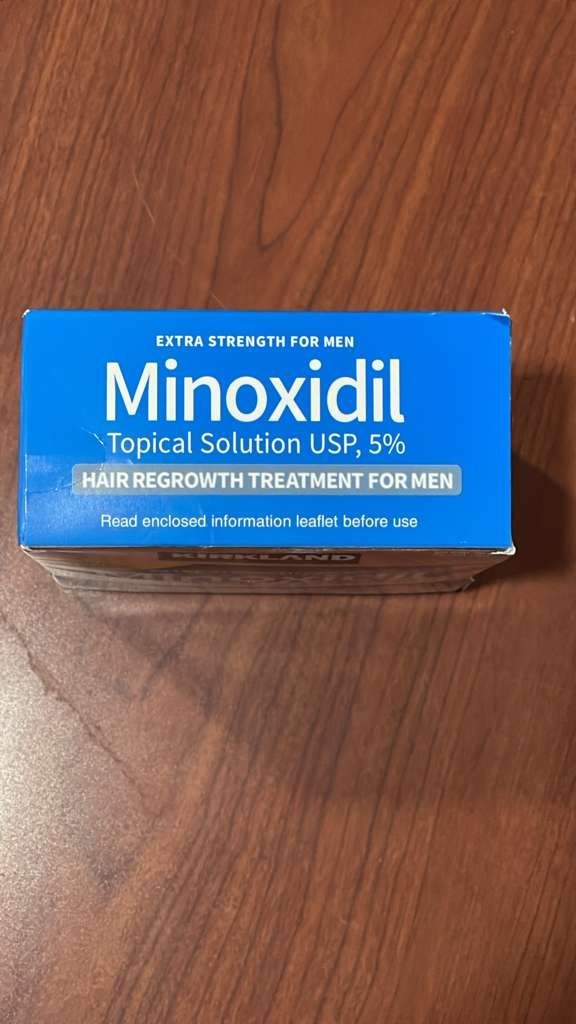 EXTRA STRENGTH FOR MEN
Minoxidil
Topical Solution USP, 5%
HAIR REGROWTH TREATMENT FOR MEN
Read enclosed information leaflet before use
KIRKLAND